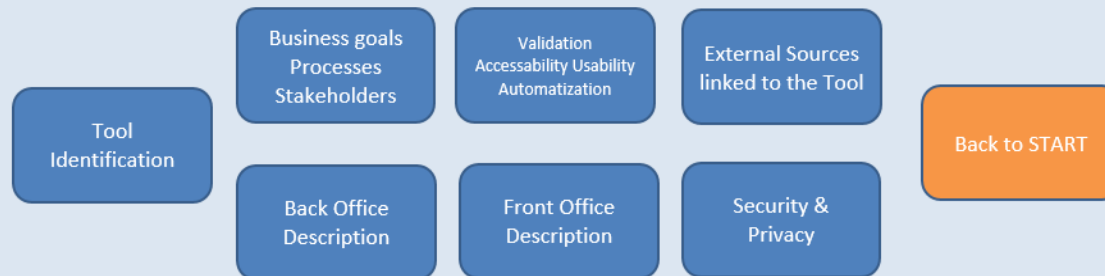 Tool
Identification
Business goals
Processes
Stakeholders
Validation
Accessability Usability
Automatization
External Sources
linked to the Tool
Back Office
Description
Front Office
Description
Security &
Privacy
Back to START